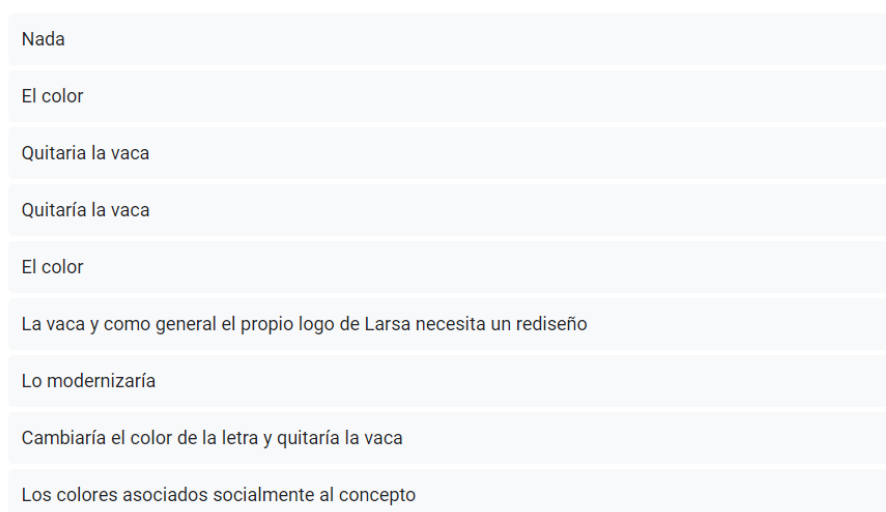 Nada
El color
Quitaria la vaca
Quitaría la vaca
El color
La vaca y como general el propio logo de Larsa necesita un rediseño
Lo modernizaría
Cambiaría el color de la letra y quitaría la vaca
Los colores asociados socialmente al concepto